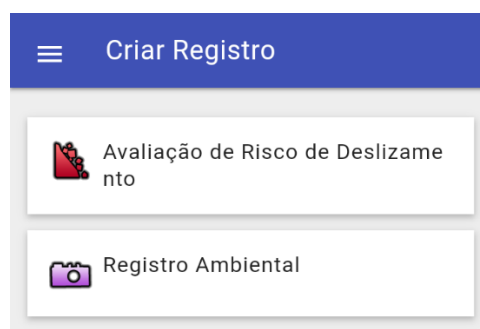 Criar Registro
Avaliação de Risco de Deslizame
nto
Registro Ambiental